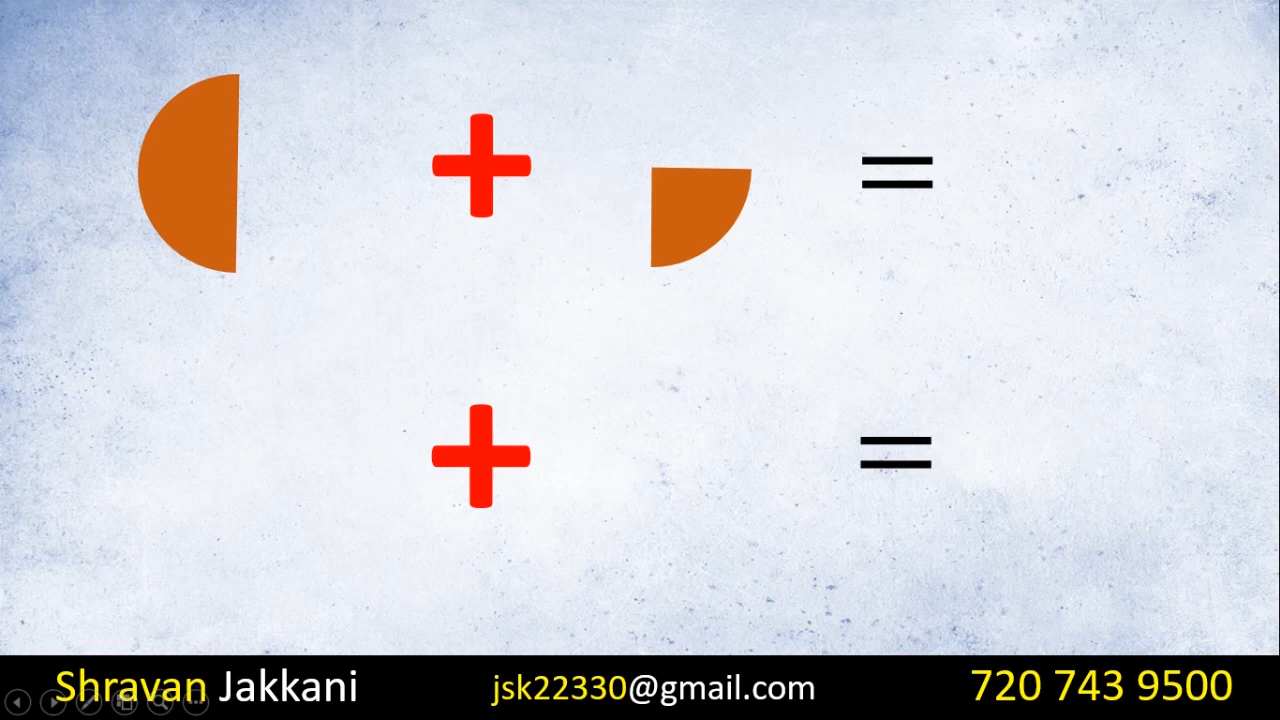 + =
+ =
Shravan Jakkani jsk22330@gmail.com 720 743 9500